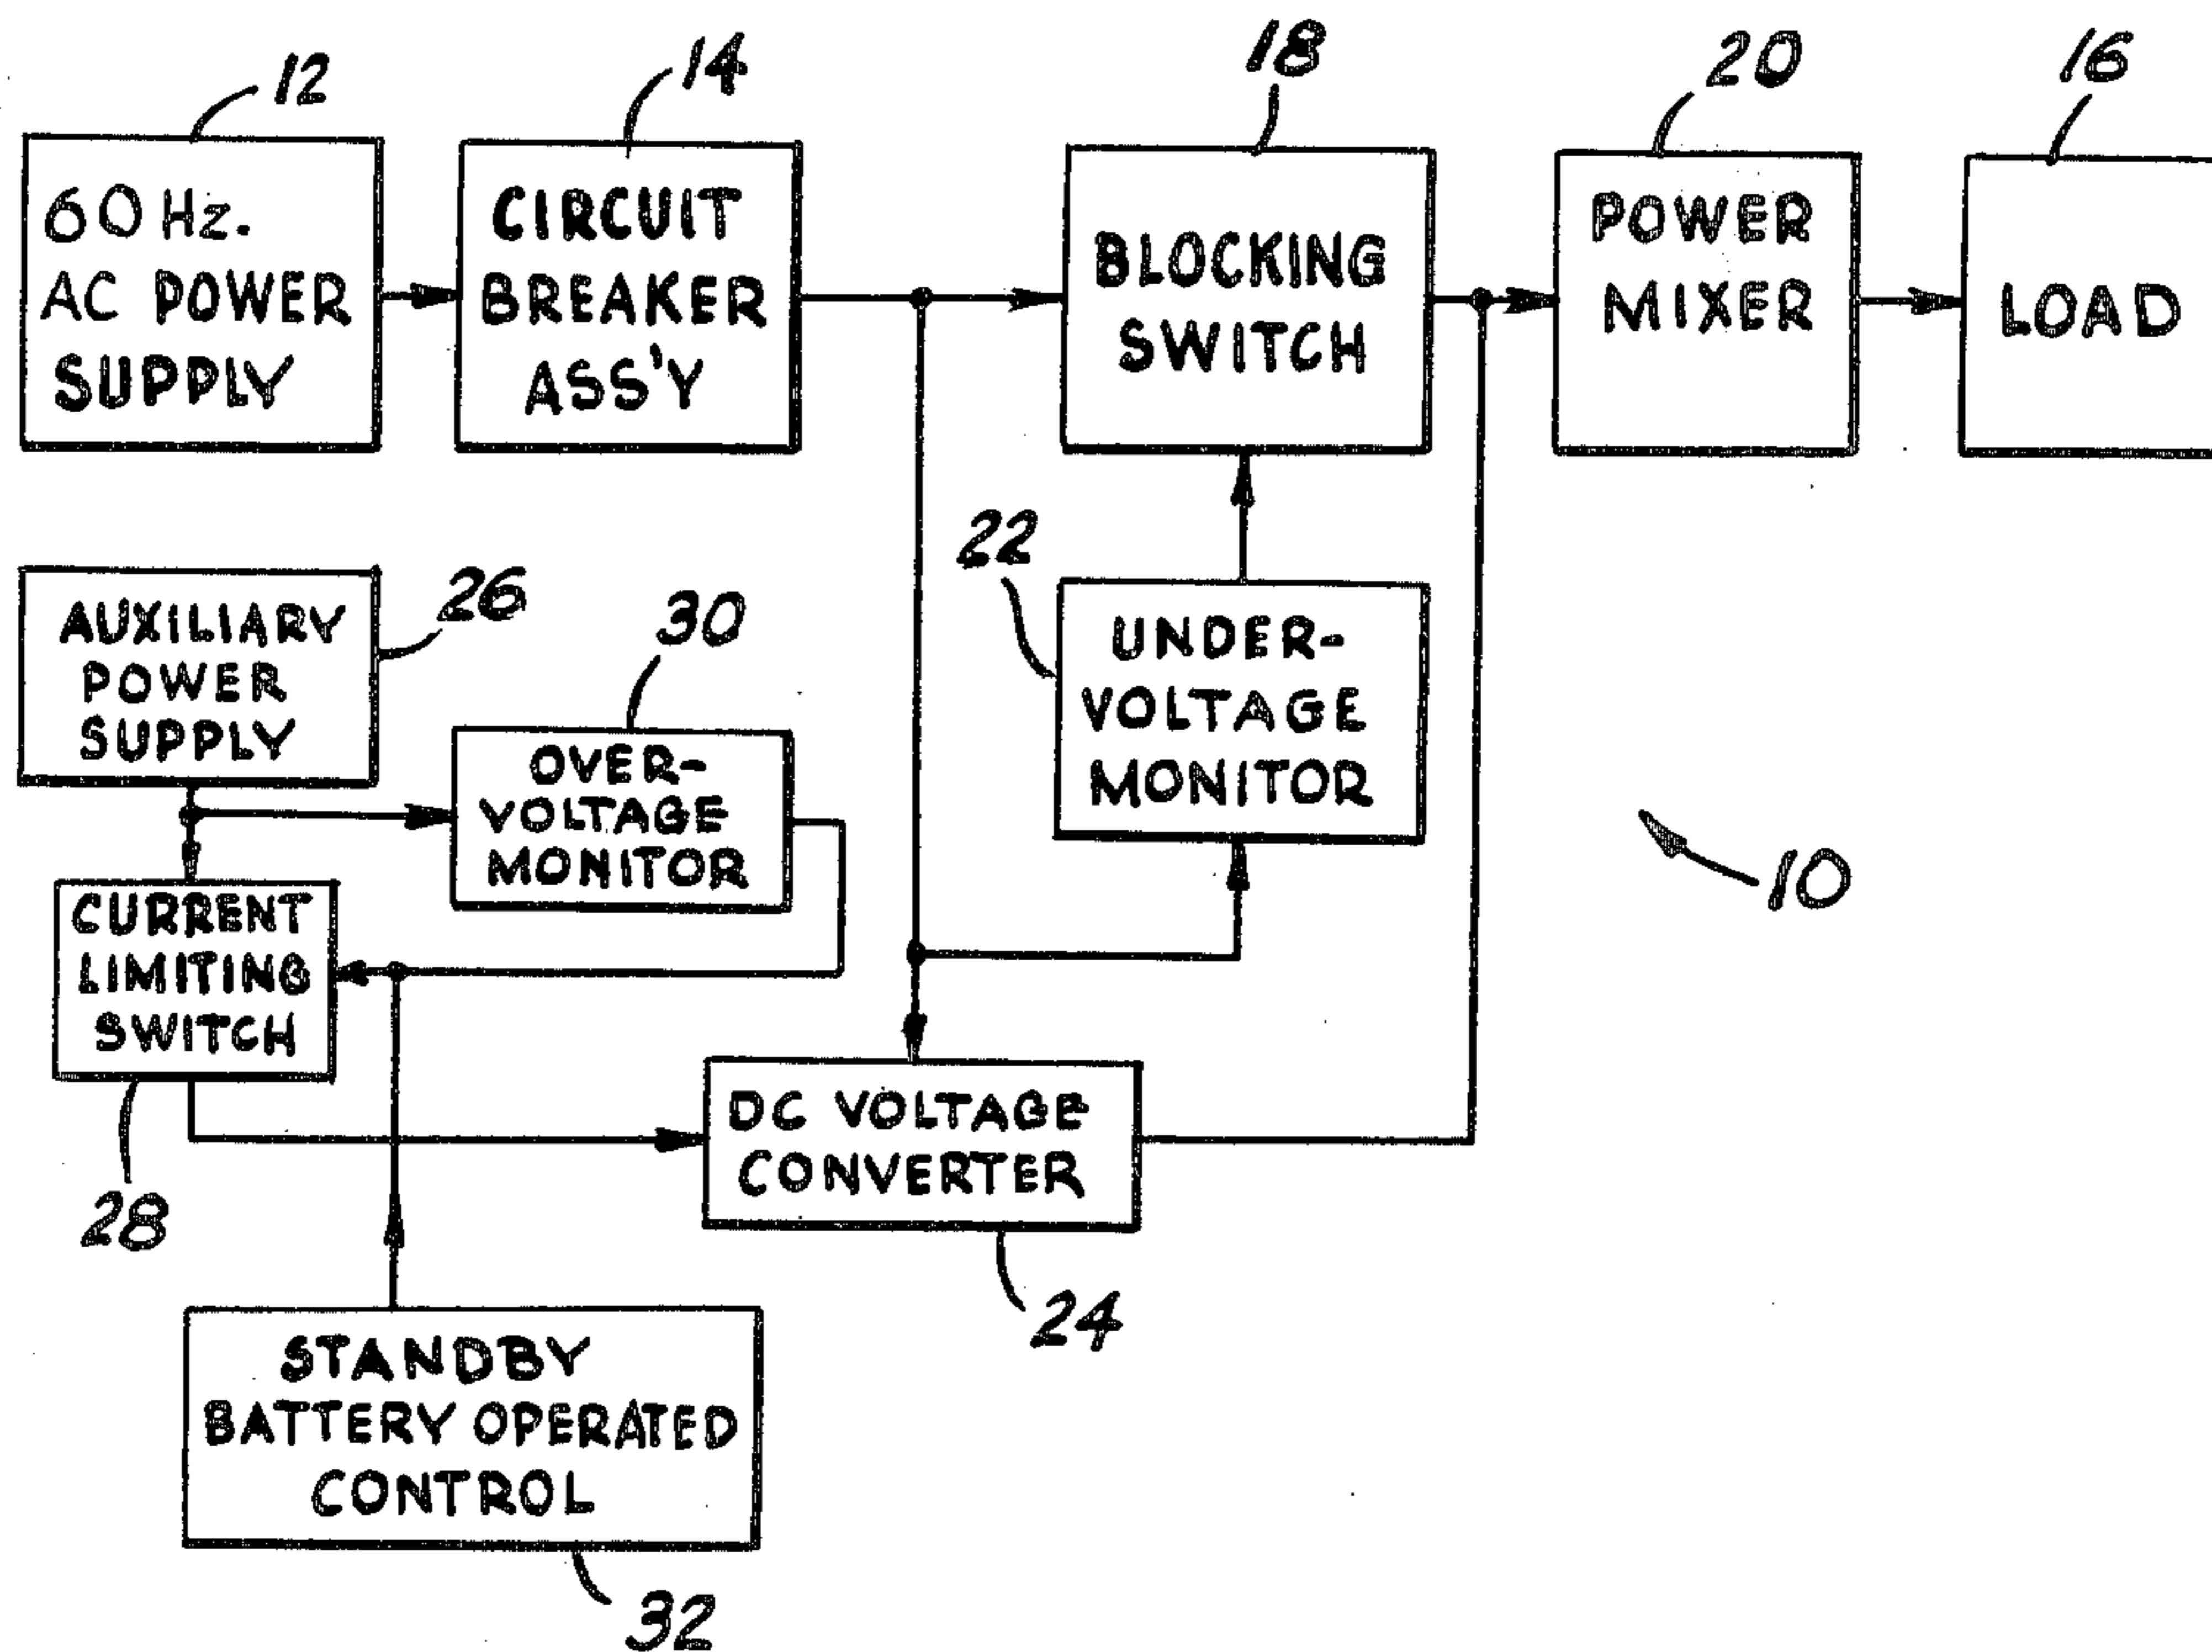 12
14
18
20
16
60 Hz.
AC POWER
SUPPLY
CIRCUIT
BREAKER
ASS'Y
BLOCKING
SWITCH
POWER
MIXER
LOAD
22
26
30
AUXILIARY
POWER
SUPPLY
OVER-
VOLTAGE
MONITOR
UNDER-
VOLTAGE
MONITOR
10
CURRENT
LIMITING
SWITCH
28
DC VOLTAGE
CONVERTER
24
STANDBY
BATTERY OPERATED
CONTROL
32